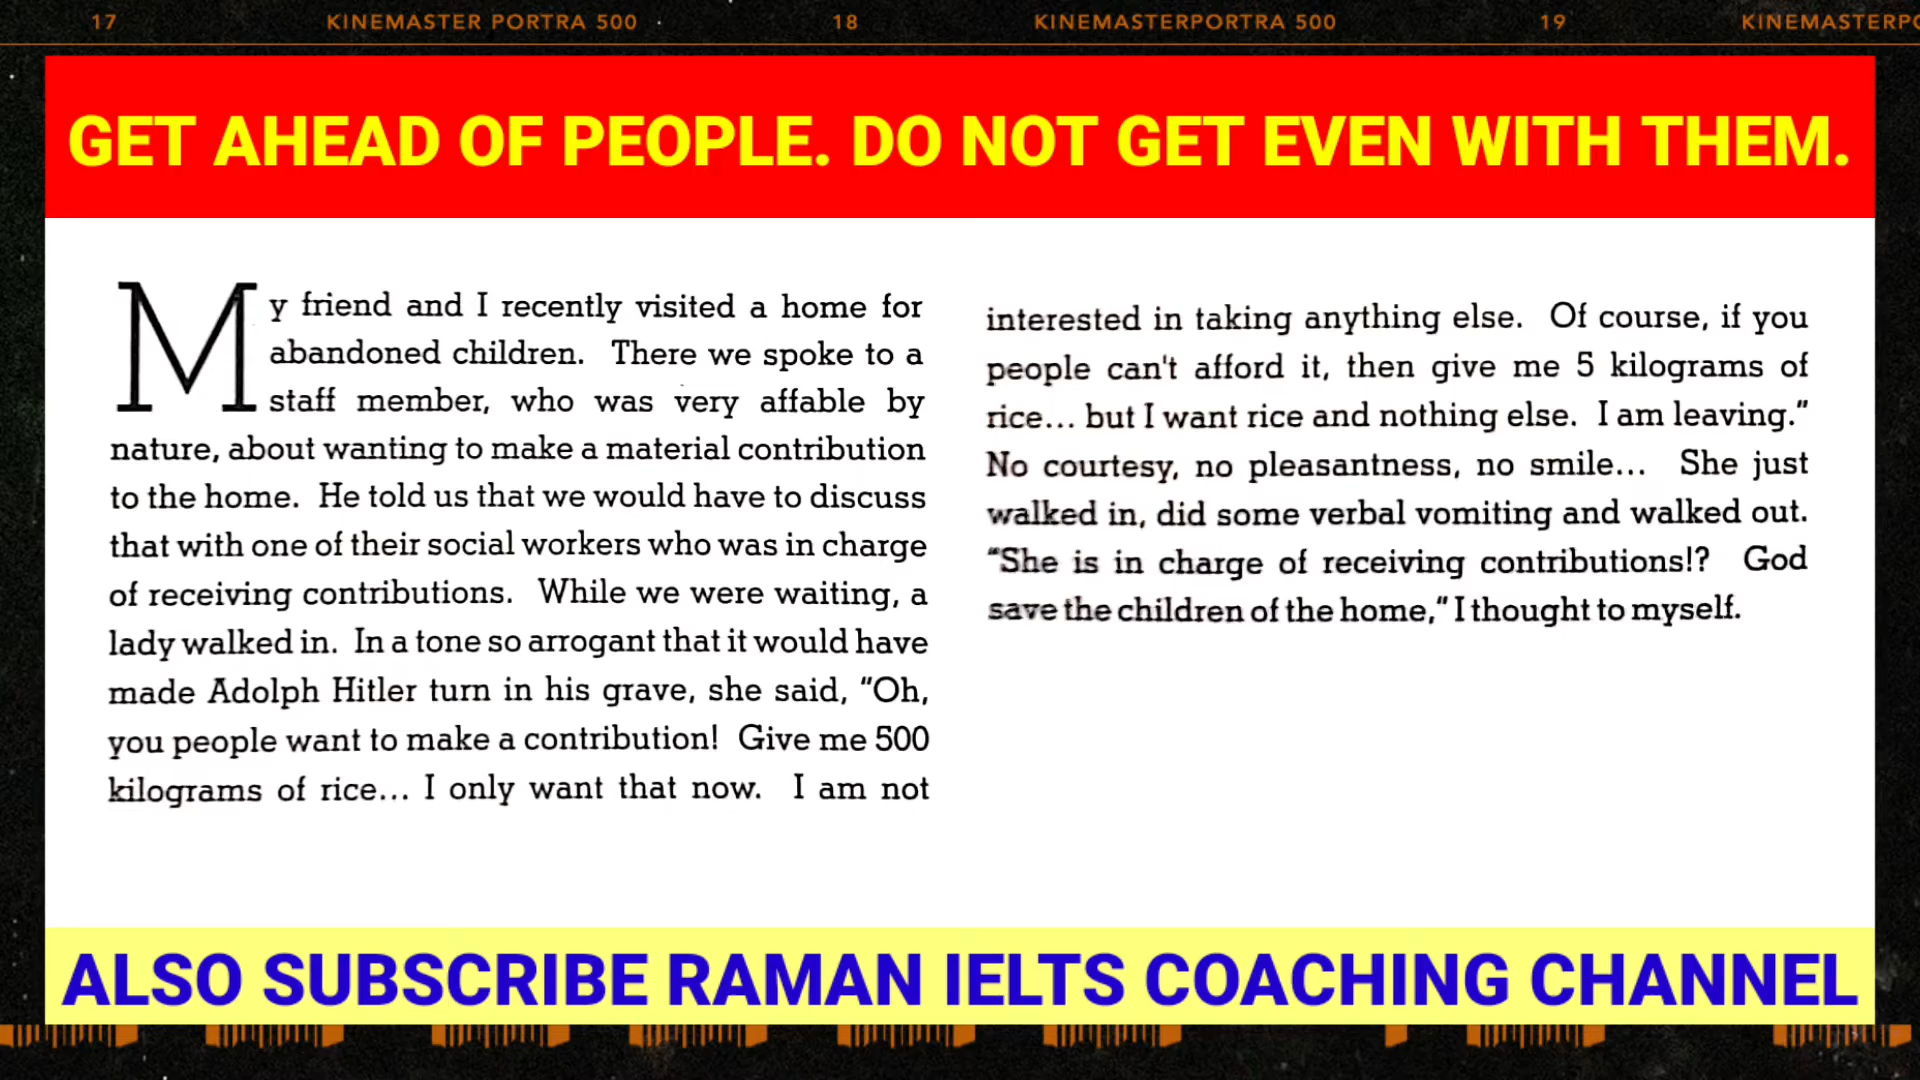 17 KINEMASTER PORTRA 500 18 KINEMASTERPORTRA 500 19 KINEMASTERPO
GET AHEAD OF PEOPLE. DO NOT GET EVEN WITH THEM.
My friend and I recently visited a home for
abandoned children. There we spoke to a
staff member, who was very affable by
nature, about wanting to make a material contribution
to the home. He told us that we would have to discuss
that with one of their social workers who was in charge
of receiving contributions. While we were waiting, a
lady walked in. In a tone so arrogant that it would have
made Adolph Hitler turn in his grave, she said, "Oh,
you people want to make a contribution! Give me 500
kilograms of rice... I only want that now. I am not
interested in taking anything else. Of course, if you
people can't afford it, then give me 5 kilograms of
rice... but I want rice and nothing else. I am leaving."
No courtesy, no pleasantness, no smile... She just
walked in, did some verbal vomiting and walked out.
"She is in charge of receiving contributions!? God
save the children of the home," I thought to myself.
ALSO SUBSCRIBE RAMAN IELTS COACHING CHANNEL